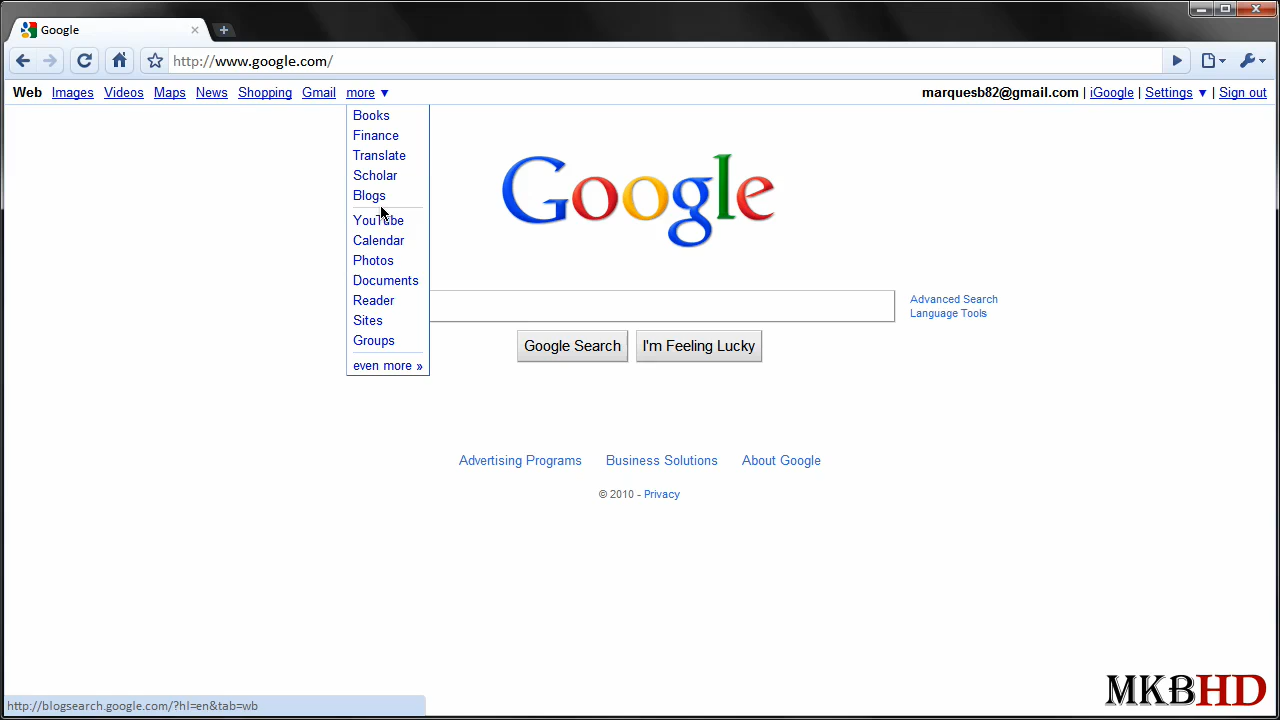 Google
http://www.google.com/
Web Images Videos Maps News Shopping Gmail more ▼
marquesb82@gmail.com | iGoogle | Settings ▼ | Sign out
Books
Finance
Translate
Scholar
Blogs
YouTube
Calendar
Photos
Documents
Reader
Sites
Groups
even more »
Google
Advanced Search
Language Tools
Google Search
I'm Feeling Lucky
Advertising Programs
Business Solutions
About Google
© 2010 - Privacy
http://blogsearch.google.com/?hl=en&tab=wb
MKBHD